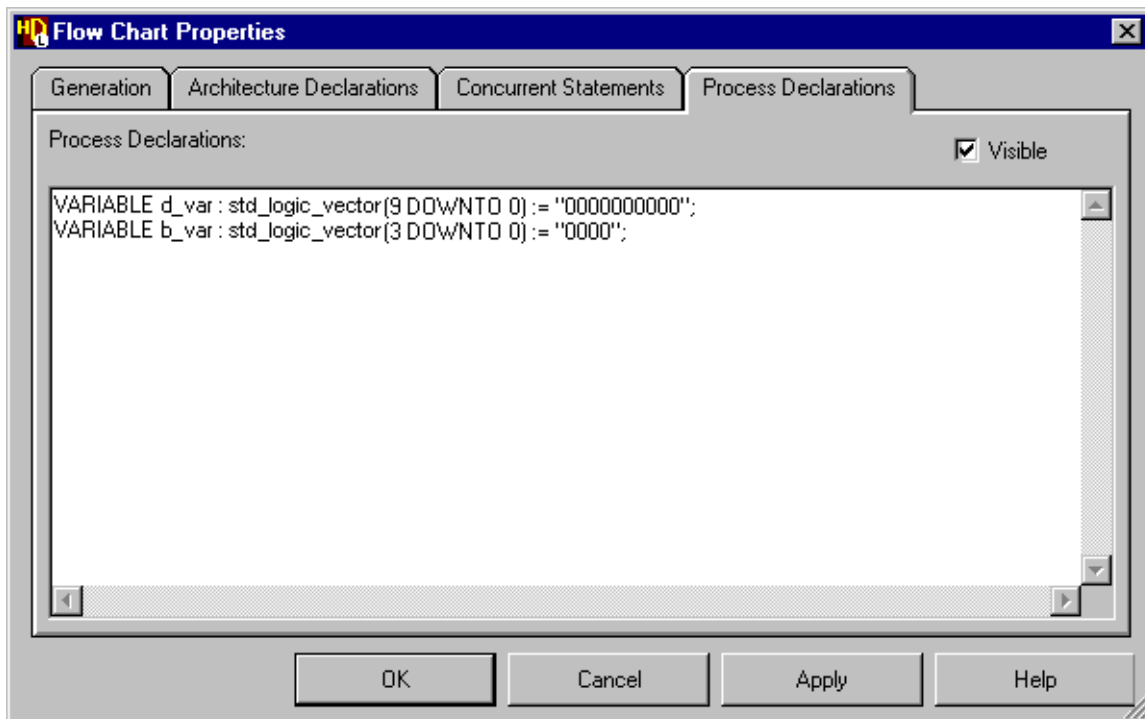 HDL Flow Chart Properties
Generation Architecture Declarations Concurrent Statements Process Declarations
Process Declarations:
Visible
VARIABLE d_var : std_logic_vector(9 DOWNTO 0) := "0000000000";
VARIABLE b_var : std_logic_vector(3 DOWNTO 0) := "0000";
OK Cancel Apply Help